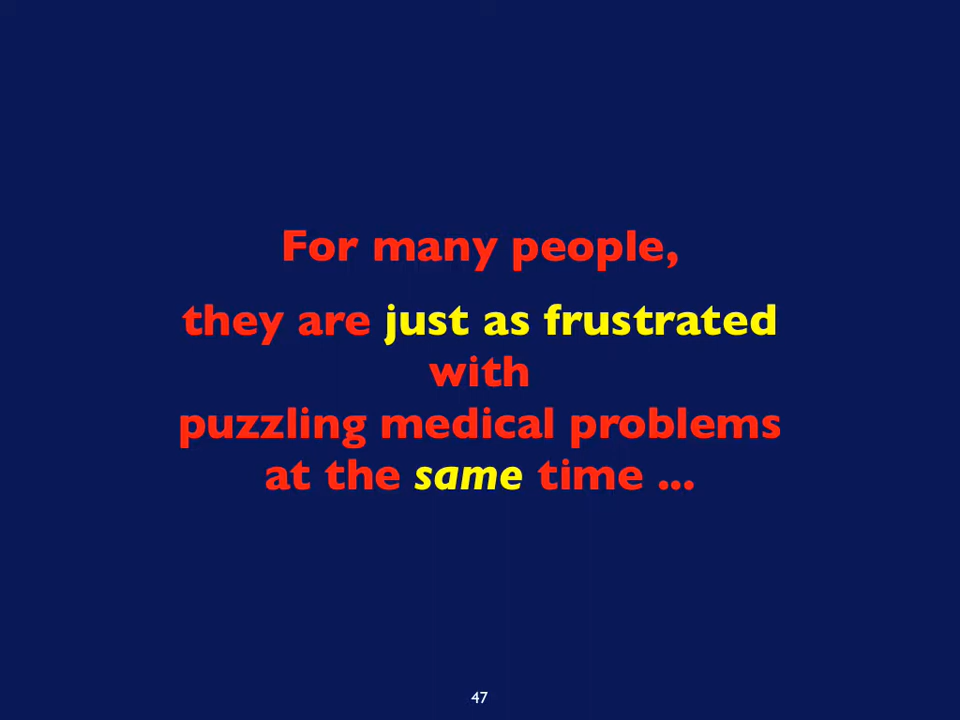 For many people,
they are just as frustrated
with
puzzling medical problems
at the same time ...
47